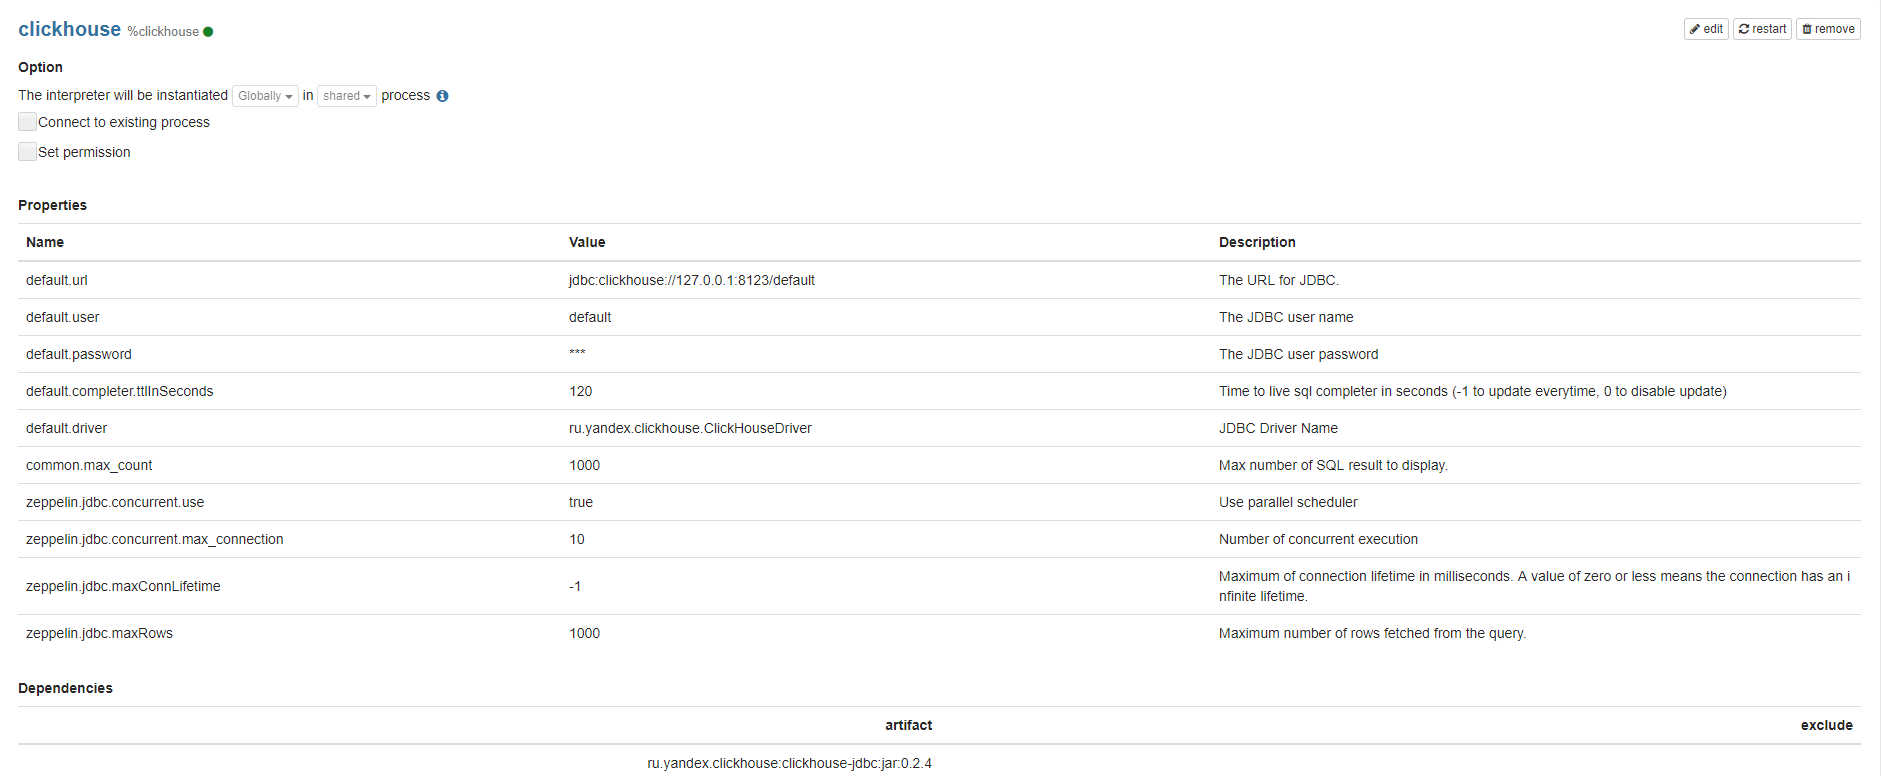 clickhouse %clickhouse
edit restart remove
Option
The interpreter will be instantiated Globally in shared process
Connect to existing process
Set permission
Properties
Name Value Description
default.url jdbc:clickhouse://127.0.0.1:8123/default The URL for JDBC.
default.user default The JDBC user name
default.password *** The JDBC user password
default.completer.ttlInSeconds 120 Time to live sql completer in seconds (-1 to update everytime, 0 to disable update)
default.driver ru.yandex.clickhouse.ClickHouseDriver JDBC Driver Name
common.max_count 1000 Max number of SQL result to display.
zeppelin.jdbc.concurrent.use true Use parallel scheduler
zeppelin.jdbc.concurrent.max_connection 10 Number of concurrent execution
zeppelin.jdbc.maxConnLifetime -1 Maximum of connection lifetime in milliseconds. A value of zero or less means the connection has an i
nfinite lifetime.
zeppelin.jdbc.maxRows 1000 Maximum number of rows fetched from the query.
Dependencies
artifact exclude
ru.yandex.clickhouse:clickhouse-jdbc:jar:0.2.4